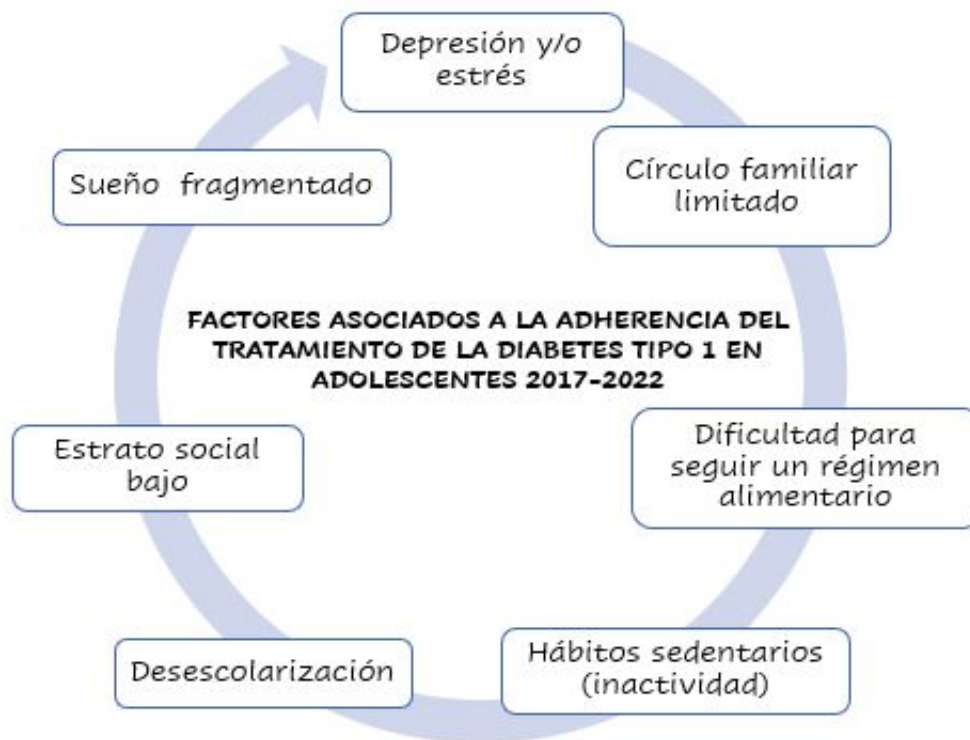 Depresión y/o
estrés
Círculo familiar
limitado
Dificultad para
seguir un régimen
alimentario
Hábitos sedentarios
(inactividad)
Desescolarización
Estrato social
bajo
Sueño fragmentado
FACTORES ASOCIADOS A LA ADHERENCIA DEL
TRATAMIENTO DE LA DIABETES TIPO 1 EN
ADOLESCENTES 2017-2022